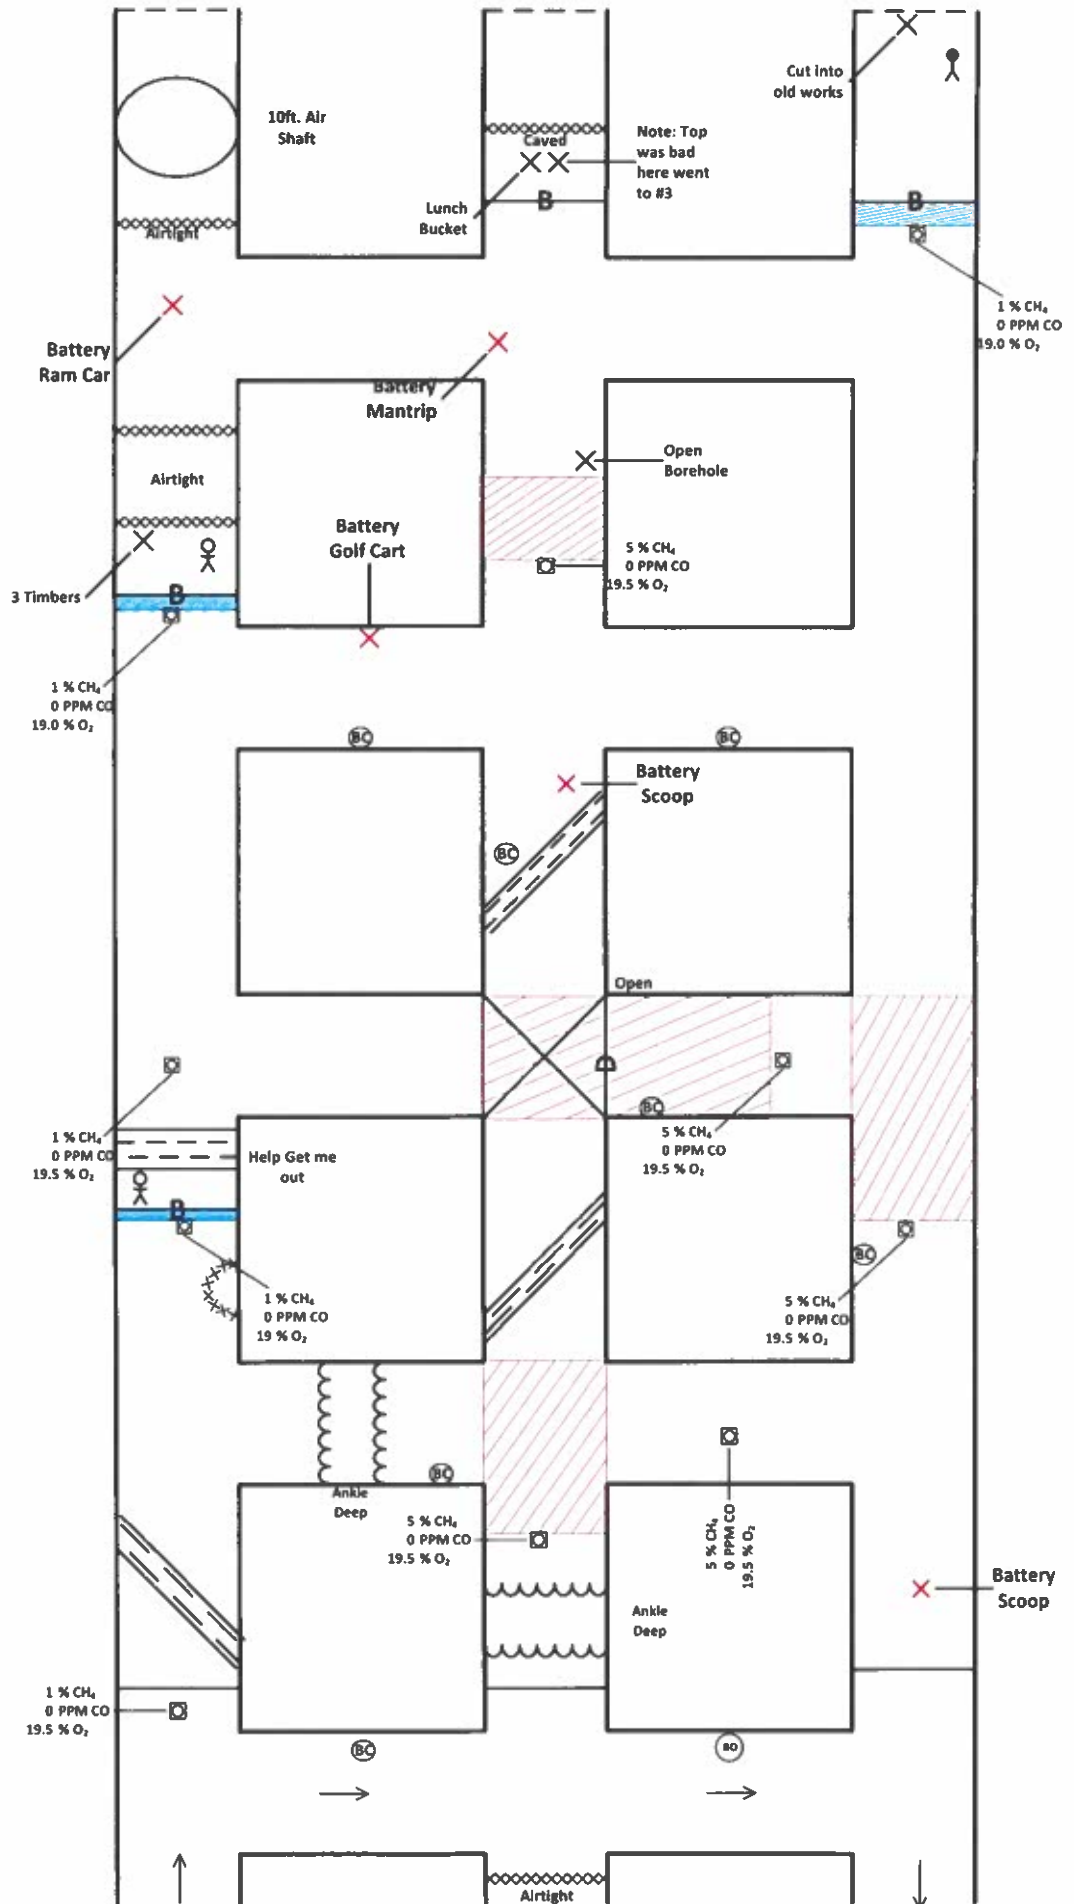 Cut into
old works
10ft. Air
Shaft
Caved
Note: Top
was bad
here went
to #3
Lunch
Bucket
B
B
Airtight
1 % CH₄
0 PPM CO
19.0 % O₂
Battery
Ram Car
Battery
Mantrip
Open
Borehole
Airtight
Battery
Golf Cart
5 % CH₄
0 PPM CO
19.5 % O₂
3 Timbers
B
1 % CH₄
0 PPM CO
19.0 % O₂
BC
BC
Battery
Scoop
BC
Open
D
BC
5 % CH₄
0 PPM CO
19.5 % O₂
1 % CH₄
0 PPM CO
19.5 % O₂
Help Get me
out
B
BC
1 % CH₄
0 PPM CO
19 % O₂
5 % CH₄
0 PPM CO
19.5 % O₂
BC
Ankle
Deep
5 % CH₄
0 PPM CO
19.5 % O₂
5 % CH₄
0 PPM CO
19.5 % O₂
Battery
Scoop
Ankle
Deep
1 % CH₄
0 PPM CO
19.5 % O₂
BC
BO
Airtight